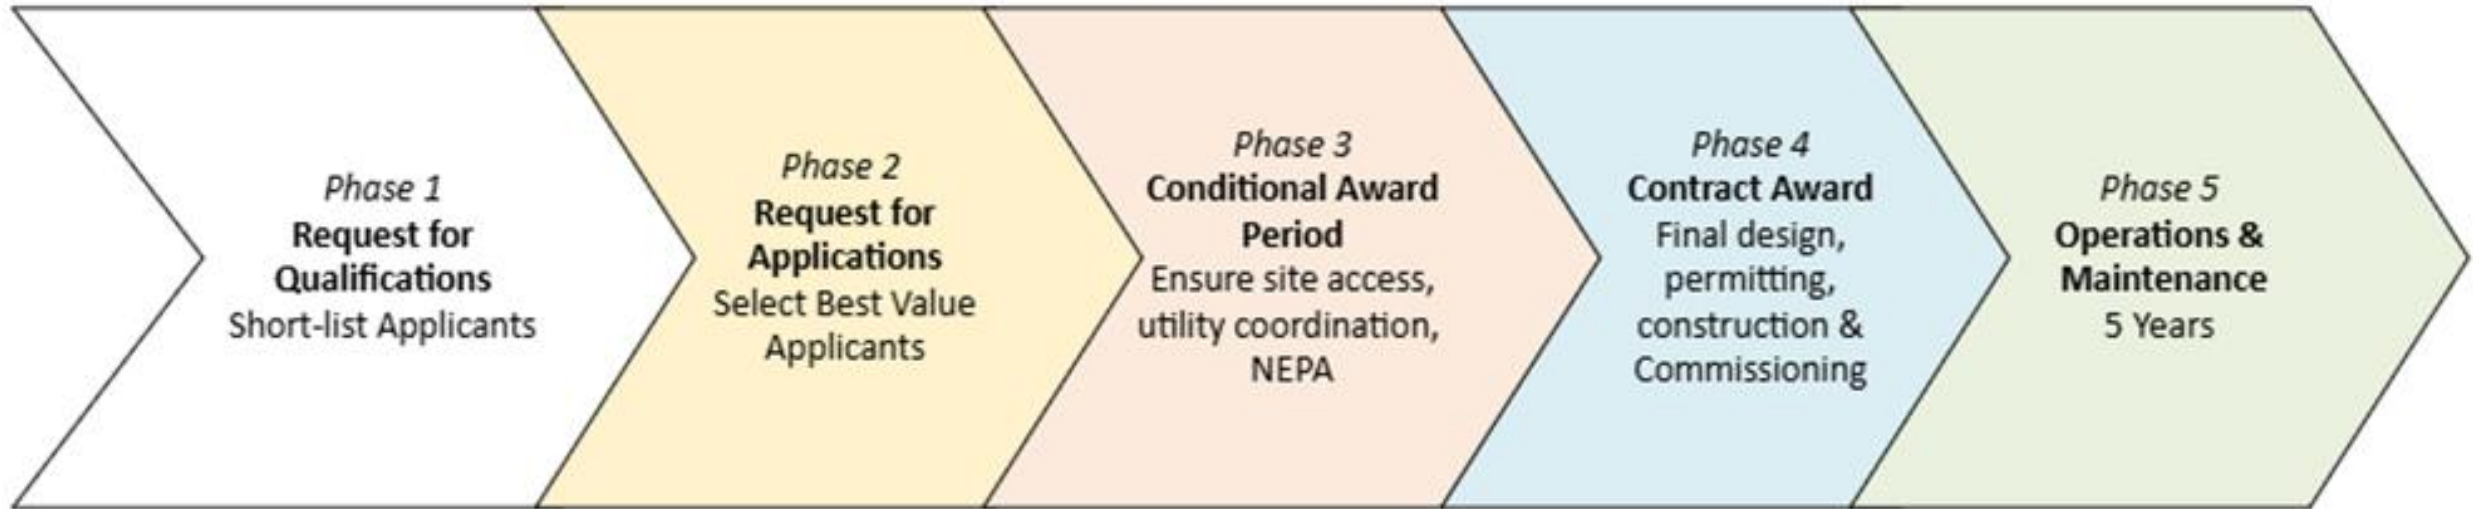 Phase 1
Request for
Qualifications
Short-list Applicants
Phase 2
Request for
Applications
Select Best Value
Applicants
Phase 3
Conditional Award
Period
Ensure site access,
utility coordination,
NEPA
Phase 4
Contract Award
Final design,
permitting,
construction &
Commissioning
Phase 5
Operations &
Maintenance
5 Years